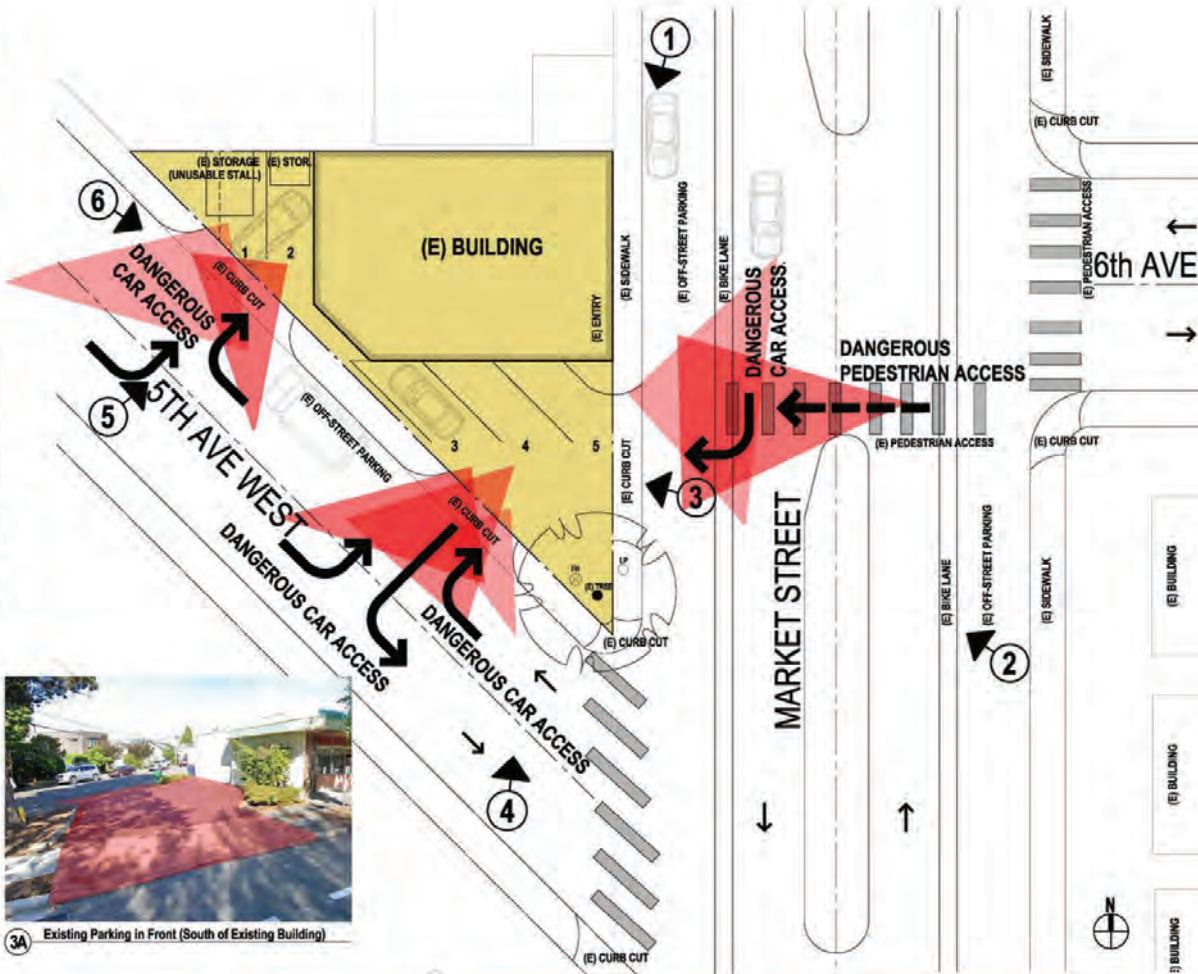 1
(E) SIDEWALK
(E) CURB CUT
(E) STORAGE
(UNUSABLE STALL)
(E) STOR.
6
(E) BUILDING
(E) SIDEWALK
(E) OFF-STREET PARKING
(E) BIKE LANE
(E) PEDESTRIAN ACCESS
6th AVE
1
2
(E) CURB CUT
DANGEROUS
CAR ACCESS
(E) ENTRY
DANGEROUS
CAR ACCESS.
DANGEROUS
PEDESTRIAN ACCESS
5
5TH AVE WEST
(E) OFF-STREET PARKING
3
4
5
(E) PEDESTRIAN ACCESS
(E) CURB CUT
(E) CURB CUT
(E) CURB CUT
3
MARKET STREET
DANGEROUS CAR ACCESS
DANGEROUS CAR ACCESS
FH
LP
(E) TREE
(E) CURB CUT
(E) BIKE LANE
(E) OFF-STREET PARKING
(E) SIDEWALK
(E) BUILDING
2
4
(E) BUILDING
N
(E) BUILDING
3A
Existing Parking in Front (South of Existing Building)
(E) CURB CUT